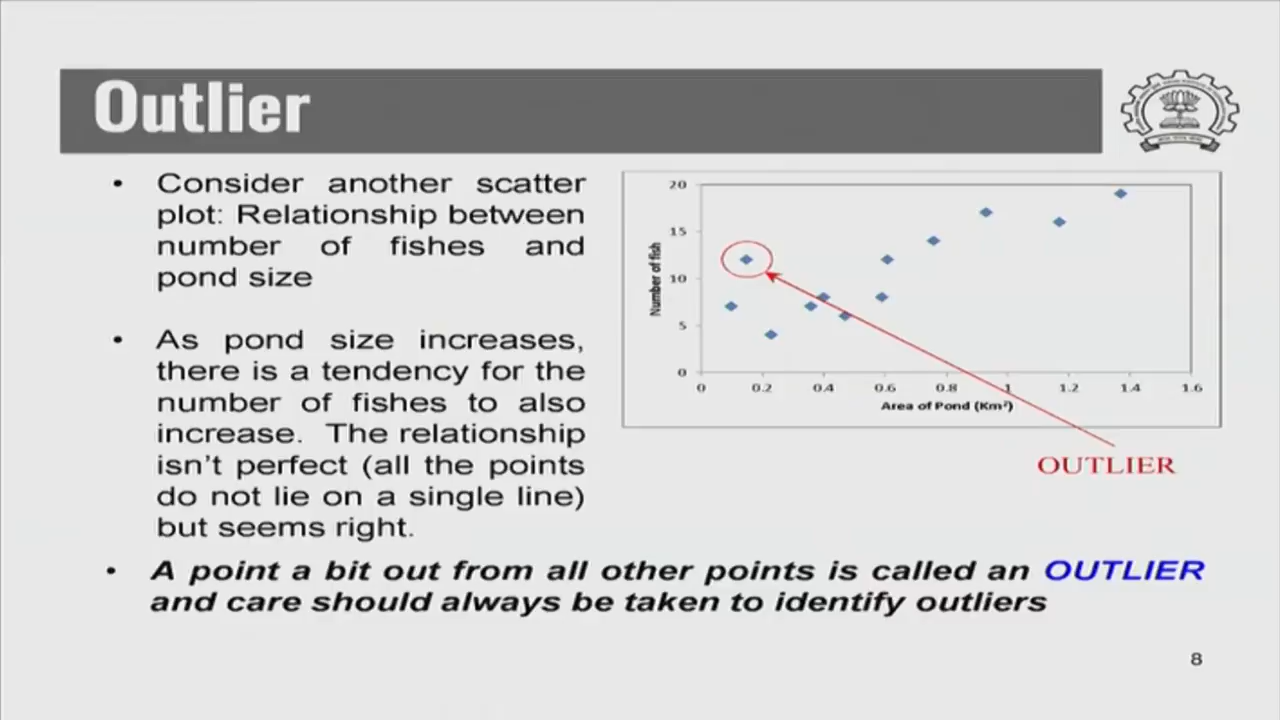 Outlier
• Consider another scatter
plot: Relationship between
number of fishes and
pond size
• As pond size increases,
there is a tendency for the
number of fishes to also
increase. The relationship
isn't perfect (all the points
do not lie on a single line)
but seems right.
Number of fish
20
15
10
5
0
0 0.2 0.4 0.6 0.8 1 1.2 1.4 1.6
Area of Pond (Km²)
OUTLIER
• A point a bit out from all other points is called an OUTLIER
and care should always be taken to identify outliers
8